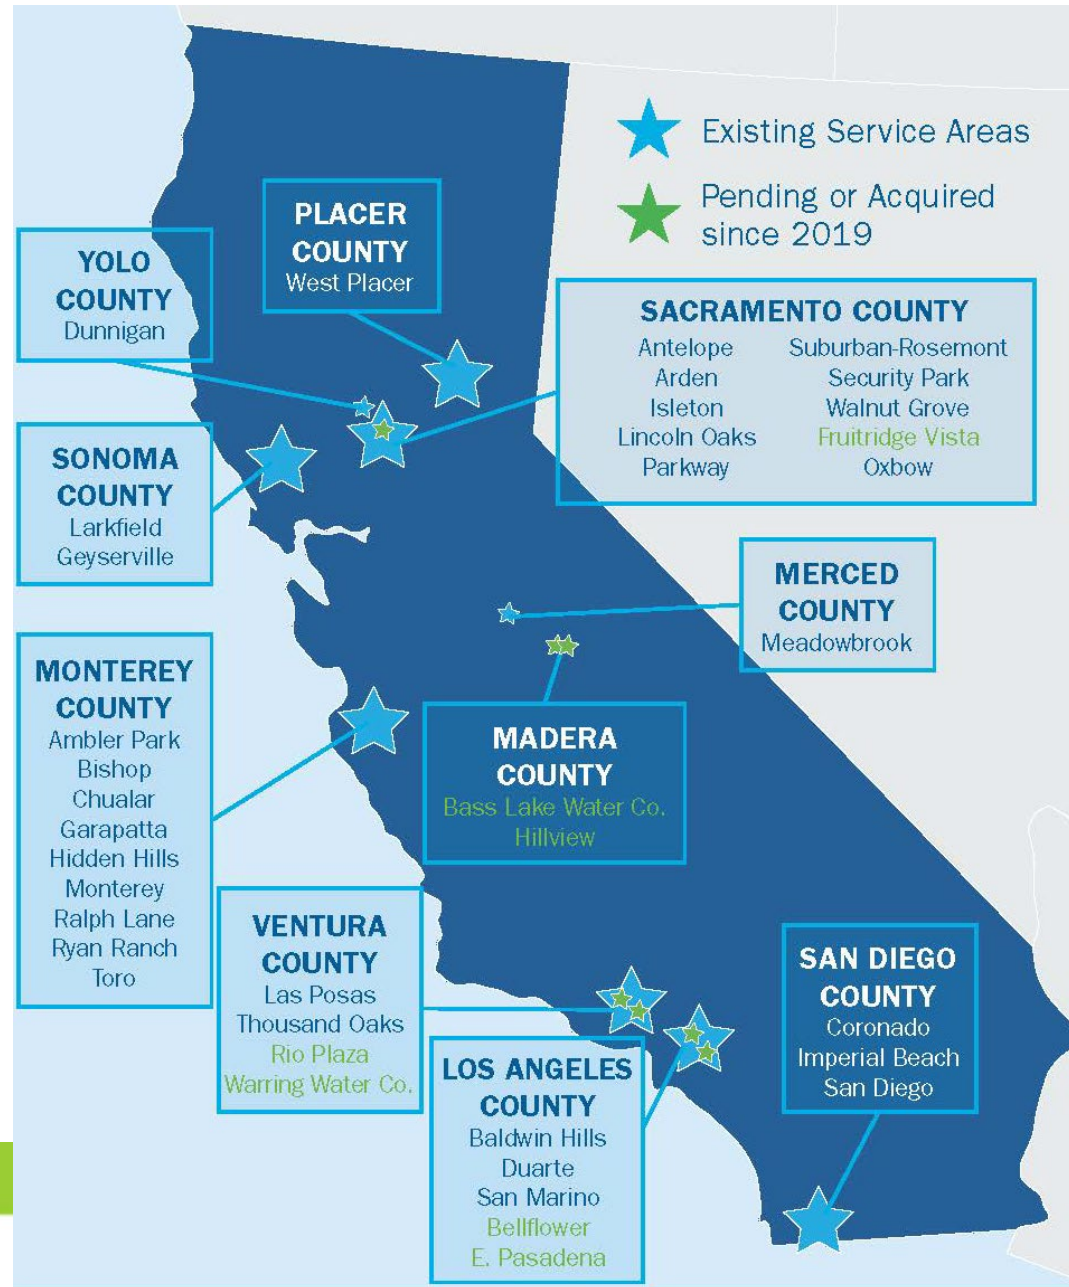 Existing Service Areas
Pending or Acquired
since 2019
PLACER
COUNTY
West Placer
YOLO
COUNTY
Dunnigan
SACRAMENTO COUNTY
Antelope
Arden
Isleton
Lincoln Oaks
Parkway
Suburban-Rosemont
Security Park
Walnut Grove
Fruitridge Vista
Oxbow
SONOMA
COUNTY
Larkfield
Geyserville
MERCED
COUNTY
Meadowbrook
MONTEREY
COUNTY
Ambler Park
Bishop
Chualar
Garapatta
Hidden Hills
Monterey
Ralph Lane
Ryan Ranch
Toro
MADERA
COUNTY
Bass Lake Water Co.
Hillview
VENTURA
COUNTY
Las Posas
Thousand Oaks
Rio Plaza
Warring Water Co.
LOS ANGELES
COUNTY
Baldwin Hills
Duarte
San Marino
Bellflower
E. Pasadena
SAN DIEGO
COUNTY
Coronado
Imperial Beach
San Diego